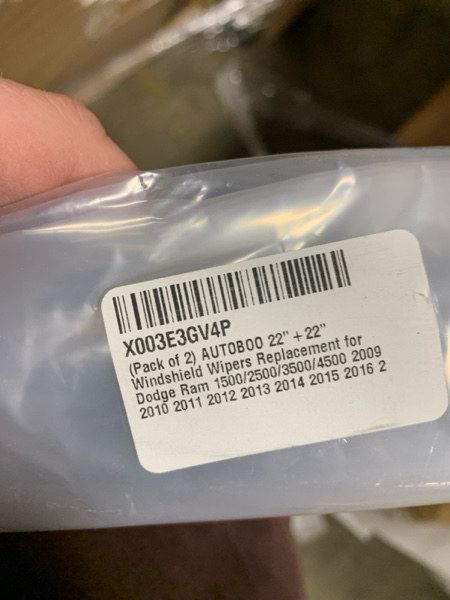 X003E3GV4P
(Pack of 2) AUTOBOO 22" + 22"
Windshield Wipers Replacement for
Dodge Ram 1500/2500/3500/4500 2009
2010 2011 2012 2013 2014 2015 2016 2